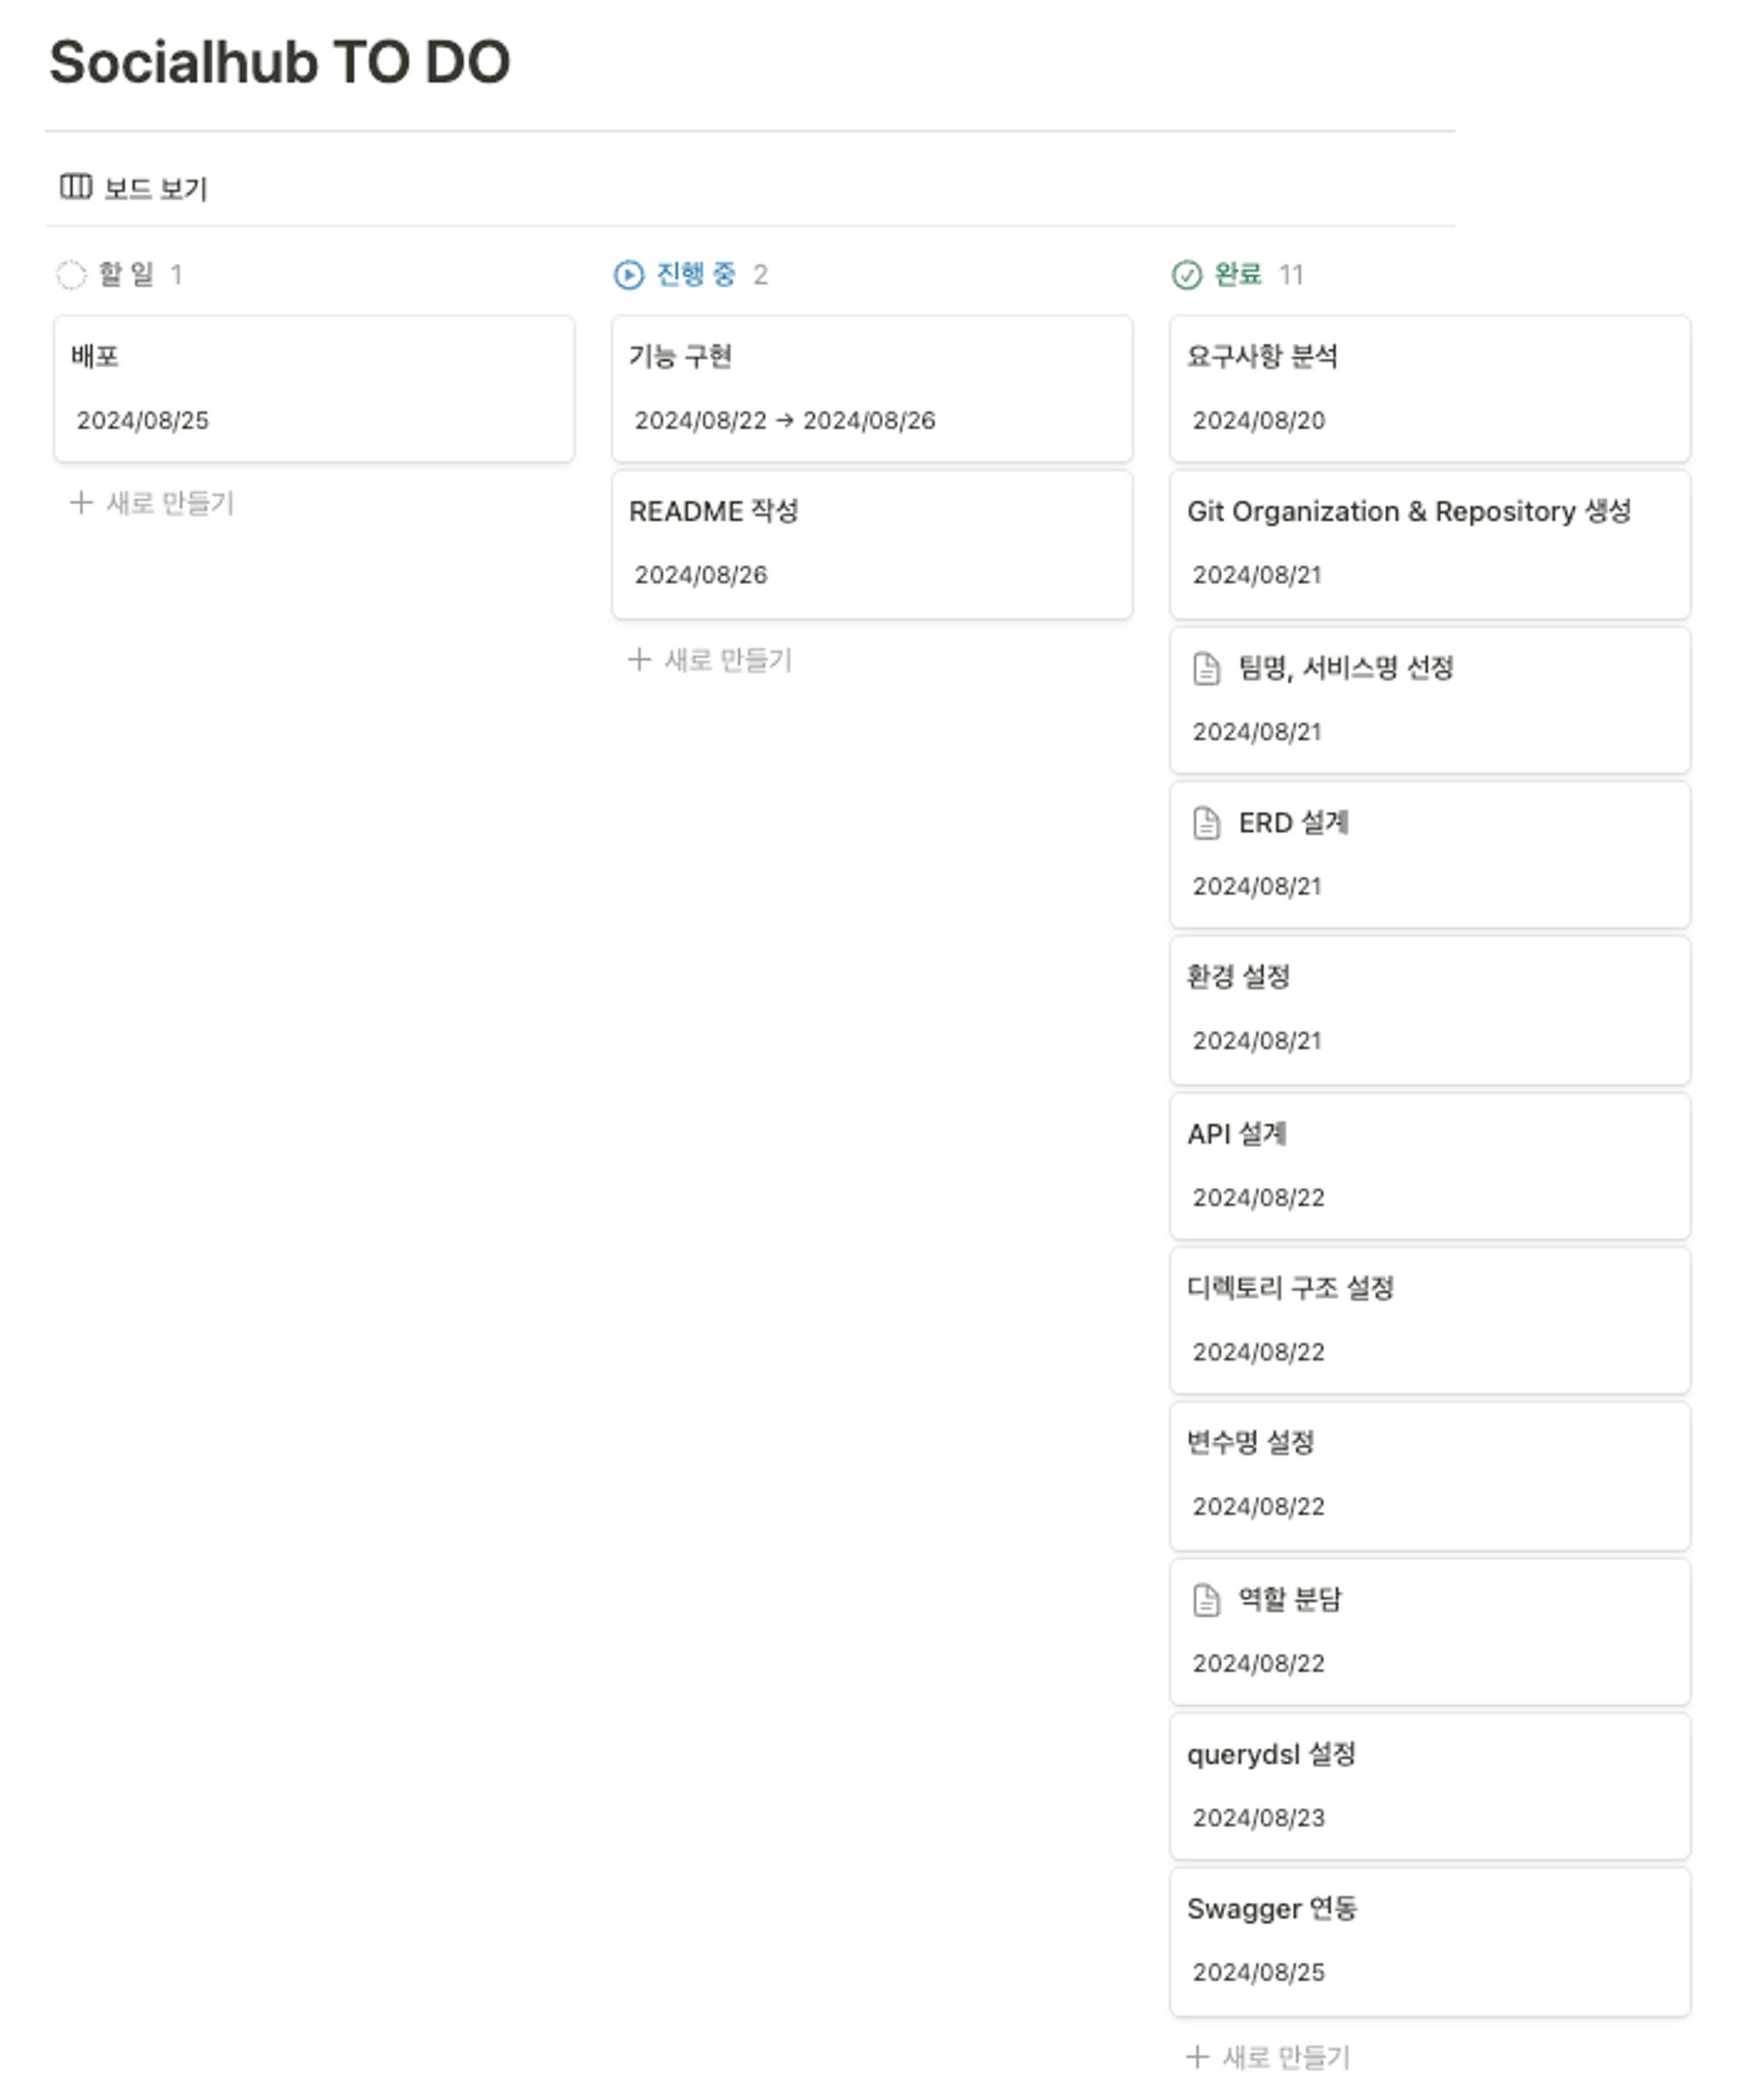 Socialhub TO DO
보드 보기
할 일 1
배포
2024/08/25
+ 새로 만들기
진행 중 2
기능 구현
2024/08/22 → 2024/08/26
README 작성
2024/08/26
+ 새로 만들기
완료 11
요구사항 분석
2024/08/20
Git Organization & Repository 생성
2024/08/21
팀명, 서비스명 선정
2024/08/21
ERD 설계
2024/08/21
환경 설정
2024/08/21
API 설계
2024/08/22
디렉토리 구조 설정
2024/08/22
변수명 설정
2024/08/22
역할 분담
2024/08/22
querydsl 설정
2024/08/23
Swagger 연동
2024/08/25
+ 새로 만들기